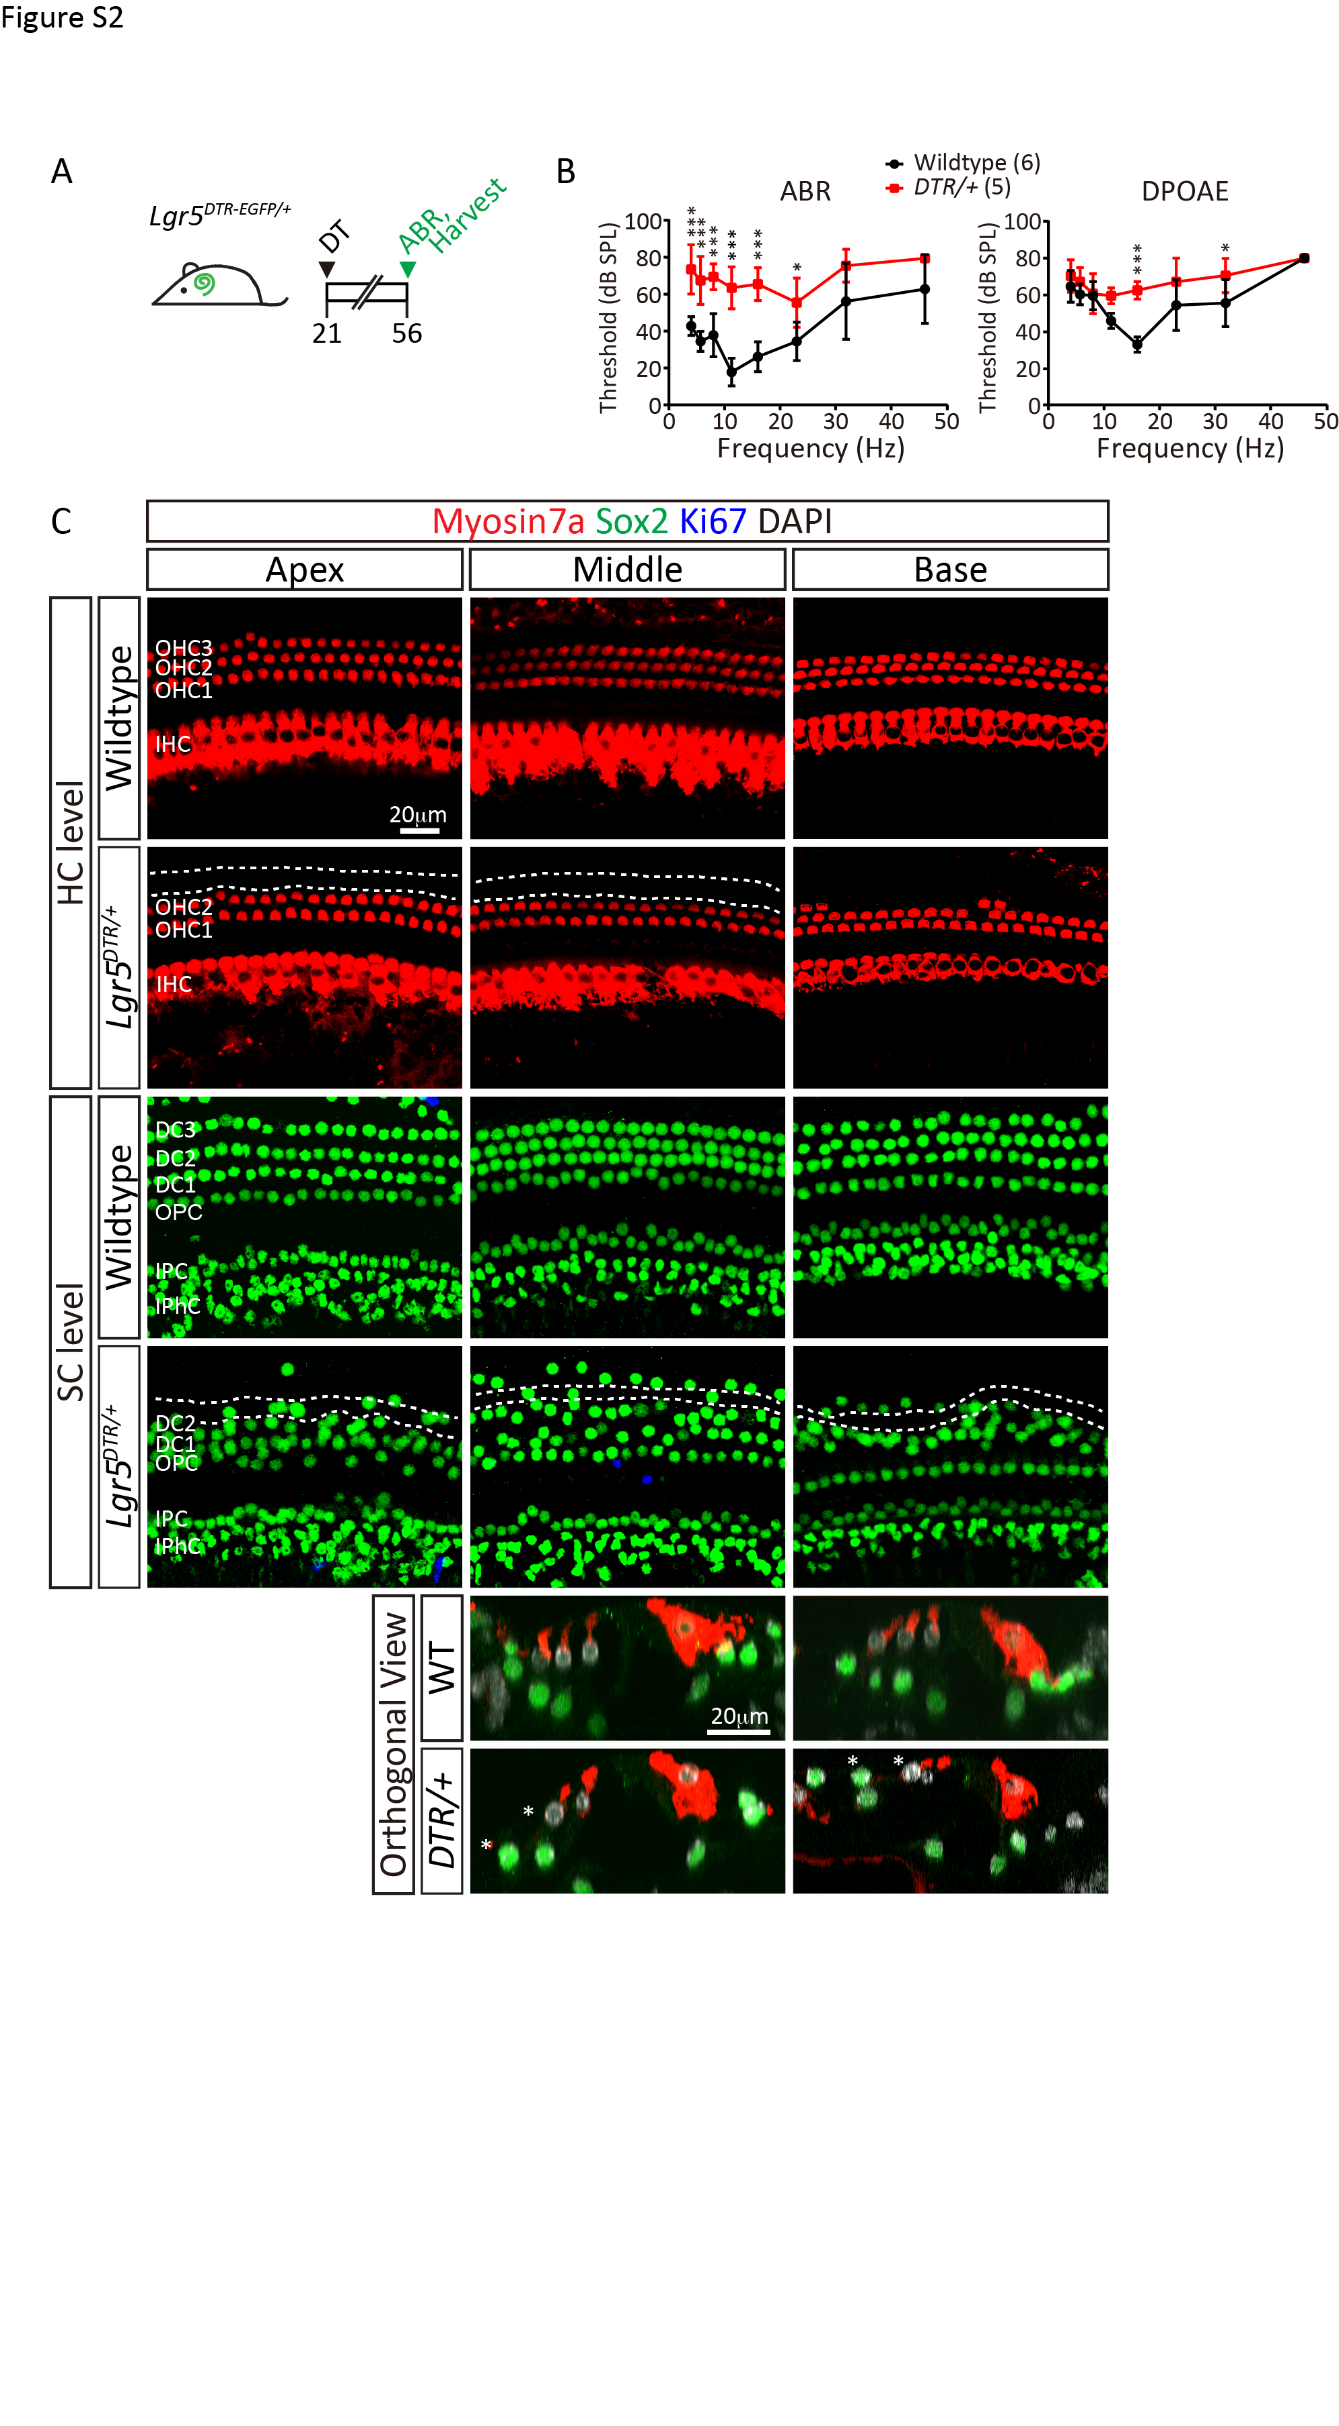 Figure S2
A
Lgr5DTR-EGFP/+
DT
ABR,
Harvest
21
56
B
Wildtype (6)
DTR/+ (5)
ABR
***
***
***
***
***
*
Threshold (dB SPL)
100
80
60
40
20
0
0 10 20 30 40 50
Frequency (Hz)
DPOAE
***
*
Threshold (dB SPL)
100
80
60
40
20
0
0 10 20 30 40 50
Frequency (Hz)
C
Myosin7a Sox2 Ki67 DAPI
Apex
Middle
Base
HC level
Wildtype
OHC3
OHC2
OHC1
IHC
20μm
Lgr5DTR/+
OHC2
OHC1
IHC
SC level
Wildtype
DC3
DC2
DC1
OPC
IPC
IPhC
Lgr5DTR/+
DC2
DC1
OPC
IPC
IPhC
Orthogonal View
WT
20μm
DTR/+
*
*
*
*